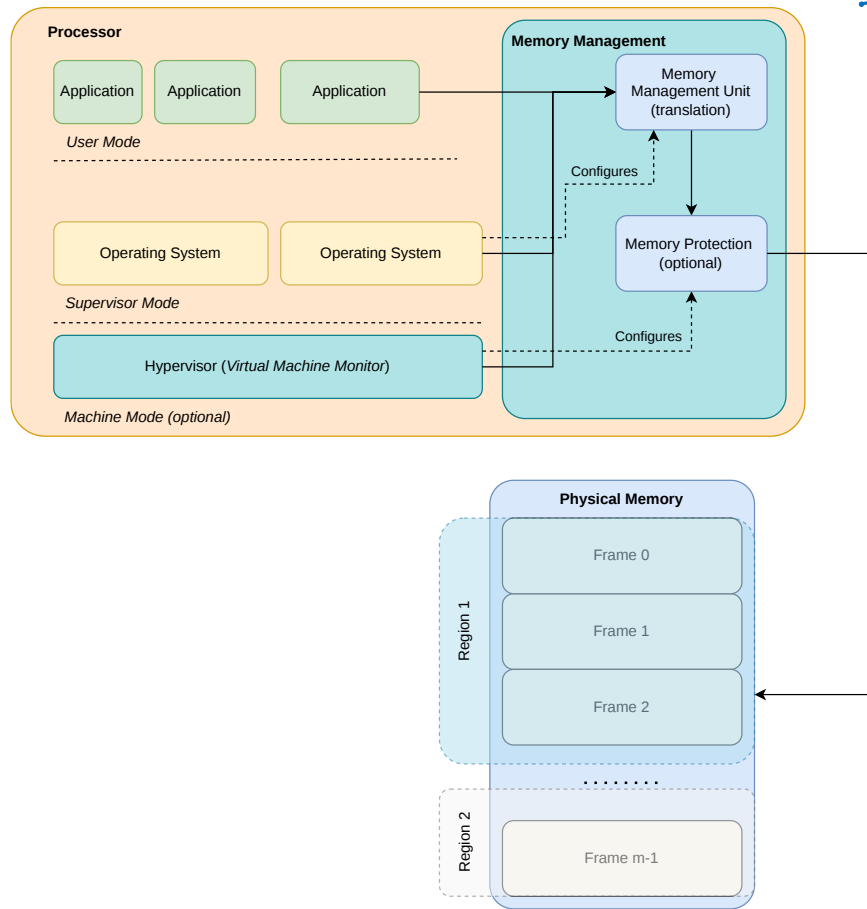 Processor
Memory Management
Application
Application
Application
Memory
Management Unit
(translation)
User Mode
Configures
Operating System
Operating System
Memory Protection
(optional)
Supervisor Mode
Configures
Hypervisor (Virtual Machine Monitor)
Machine Mode (optional)
Physical Memory
Region 1
Frame 0
Frame 1
Frame 2
........
Region 2
Frame m-1